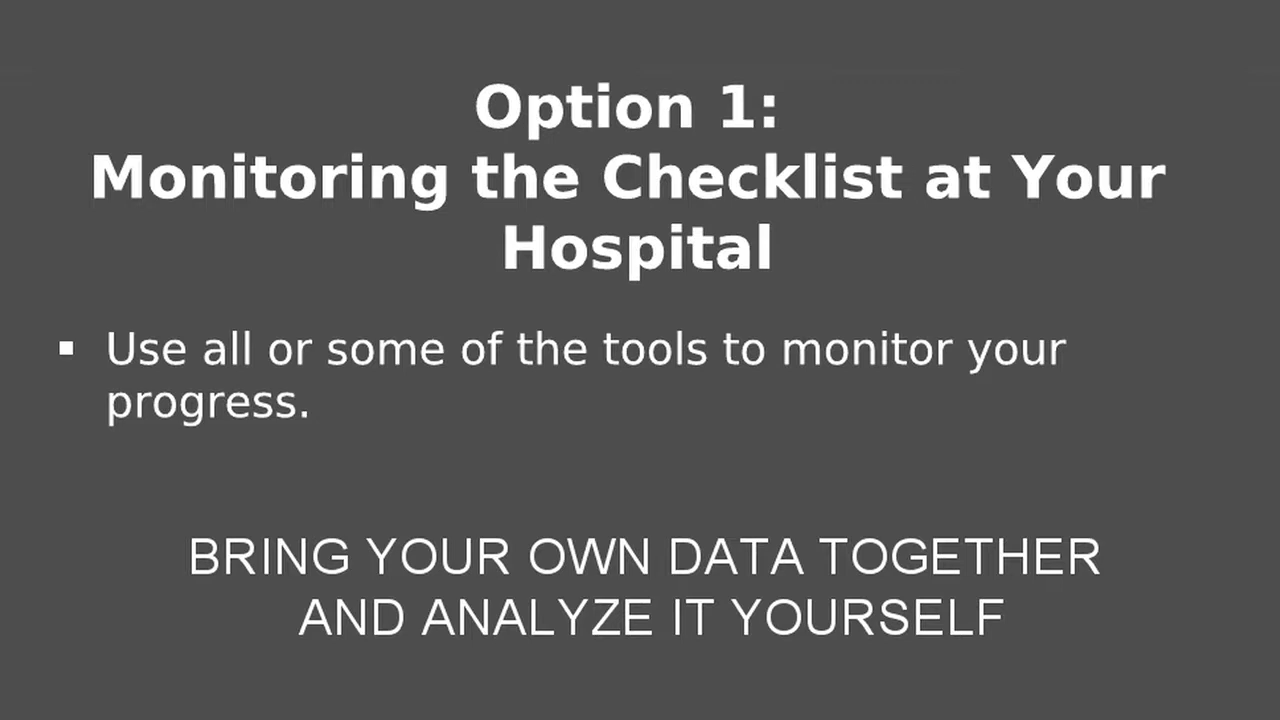 Option 1:
Monitoring the Checklist at Your
Hospital
▪ Use all or some of the tools to monitor your
progress.
BRING YOUR OWN DATA TOGETHER
AND ANALYZE IT YOURSELF